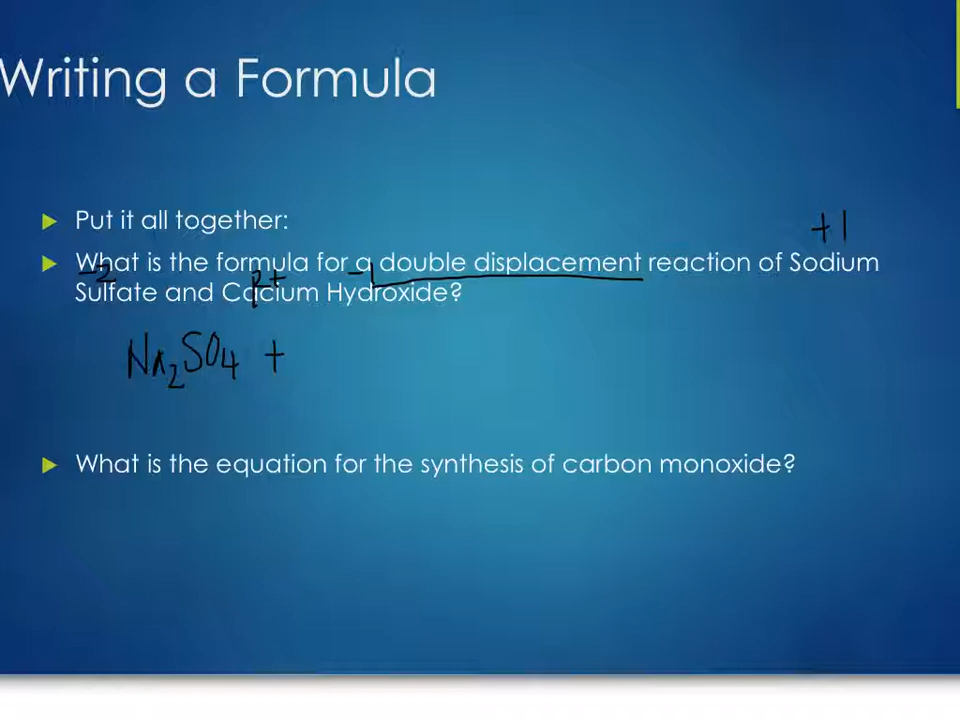 Writing a Formula
Put it all together:
+1
What is the formula for a double displacement reaction of Sodium
-2 2+ -1
Sulfate and Calcium Hydroxide?
Na2SO4 +
What is the equation for the synthesis of carbon monoxide?